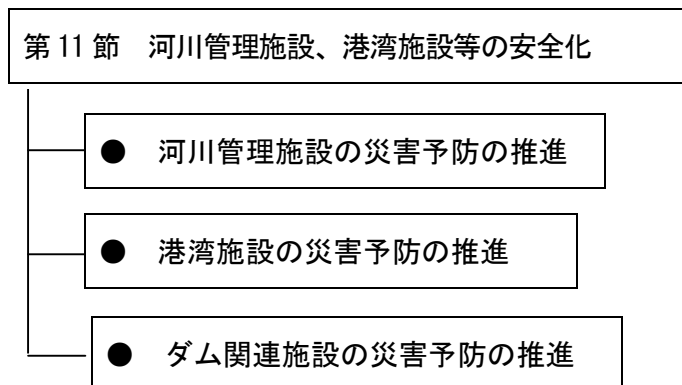 第 11 節　河川管理施設、港湾施設等の安全化
●　河川管理施設の災害予防の推進
●　港湾施設の災害予防の推進
●　ダム関連施設の災害予防の推進